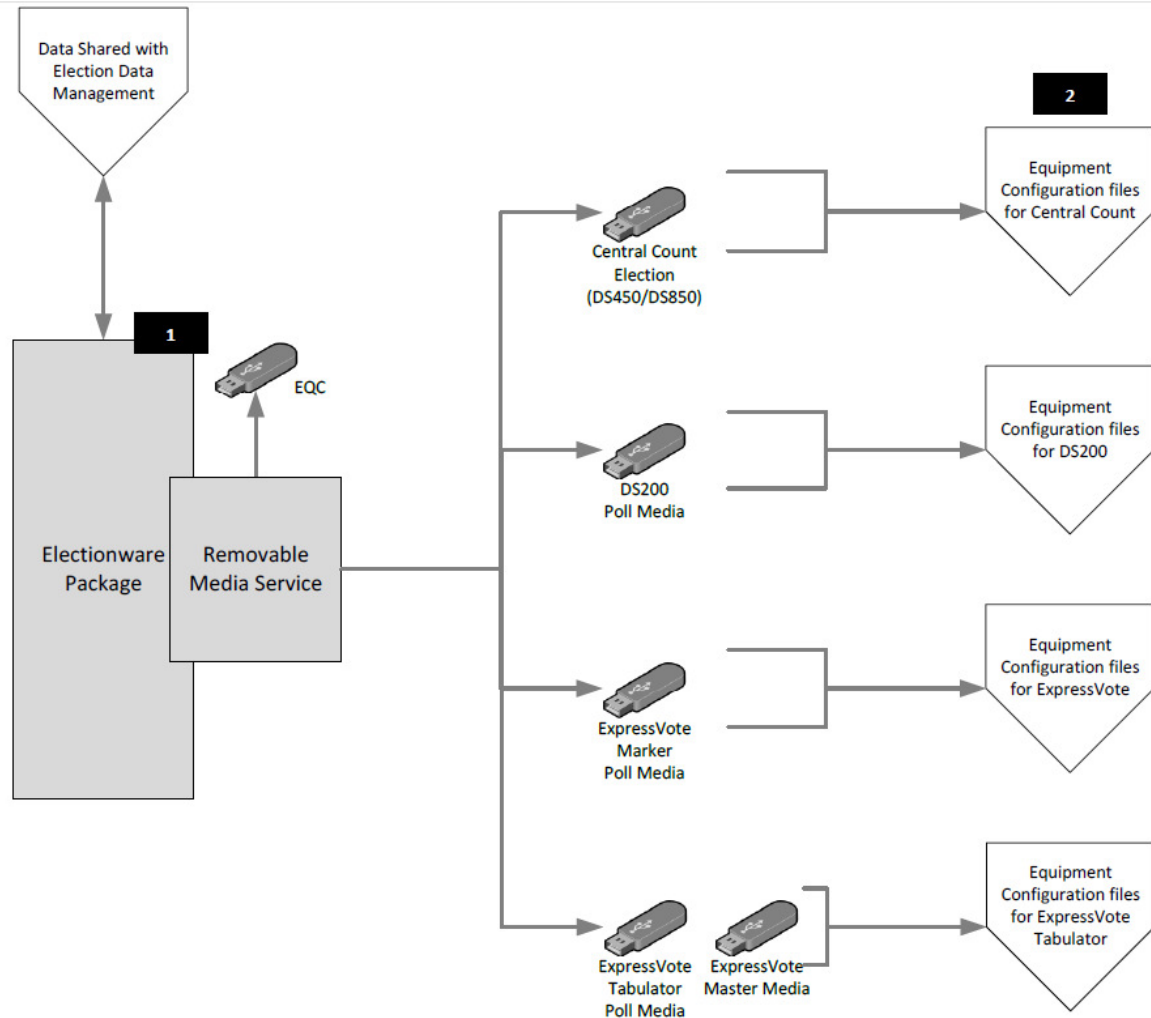 Data Shared with
Election Data
Management
2
Equipment
Configuration files
for Central Count
Central Count
Election
(DS450/DS850)
1
EQC
Equipment
Configuration files
for DS200
DS200
Poll Media
Electionware
Package
Removable
Media Service
Equipment
Configuration files
for ExpressVote
ExpressVote
Marker
Poll Media
Equipment
Configuration files
for ExpressVote
Tabulator
ExpressVote
Tabulator
Poll Media
ExpressVote
Master Media